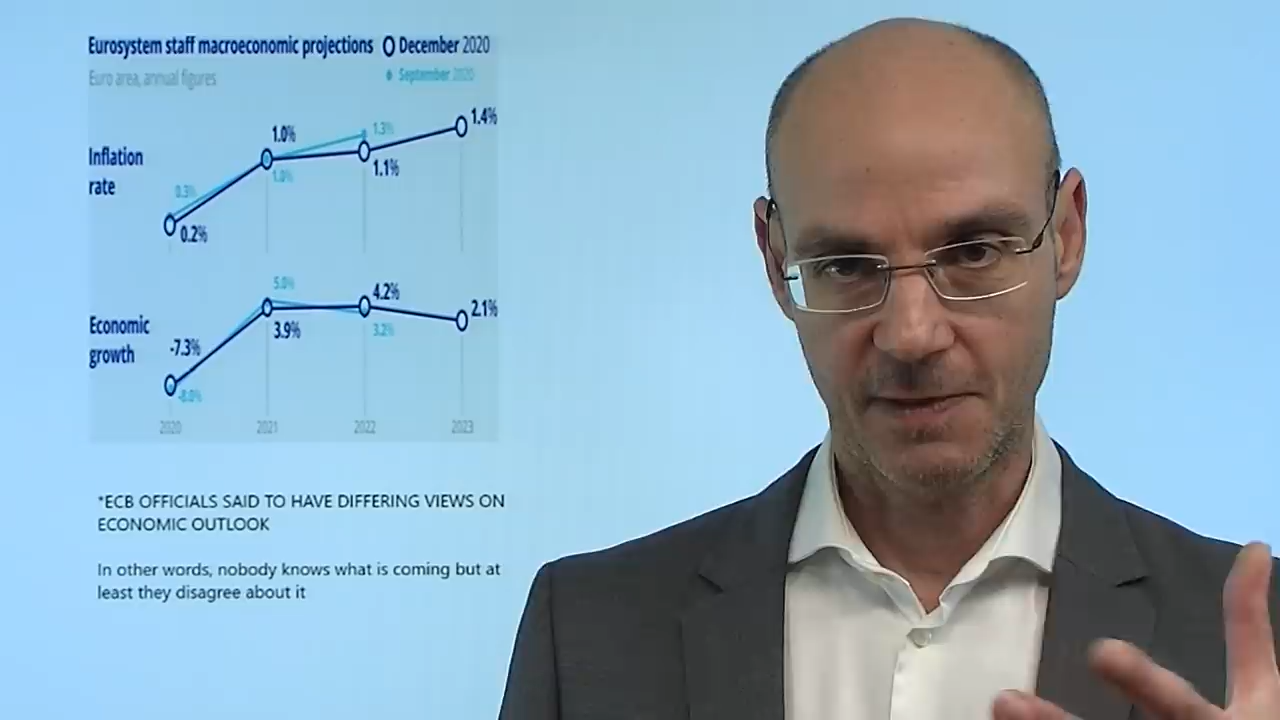 Eurosystem staff macroeconomic projections December 2020
Euro area, annual figures September 2020
Inflation
rate
0.3%
0.2%
1.0%
1.0%
1.3%
1.1%
1.4%
Economic
growth
-7.3%
-8.0%
5.0%
3.9%
4.2%
3.2%
2.1%
2020 2021 2022 2023
*ECB OFFICIALS SAID TO HAVE DIFFERING VIEWS ON
ECONOMIC OUTLOOK
In other words, nobody knows what is coming but at
least they disagree about it